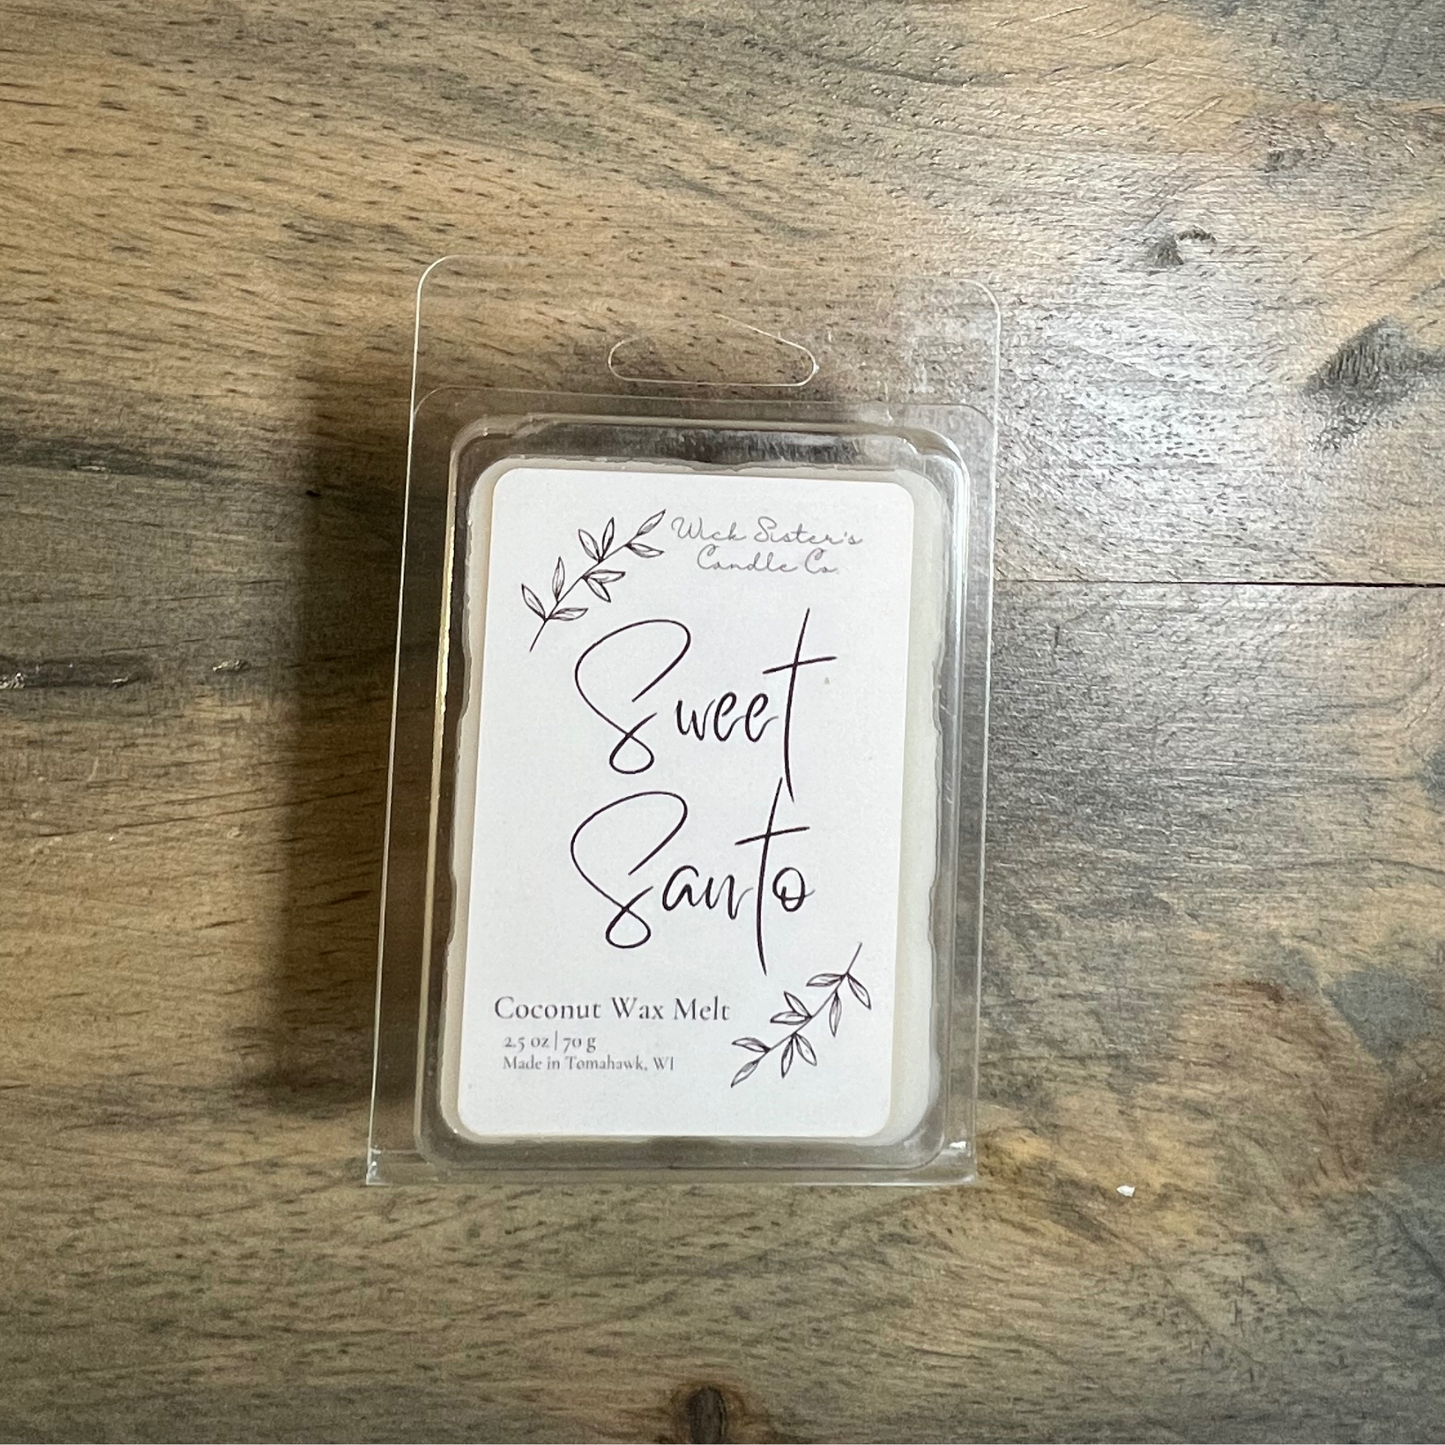 Wick Sister's
Candle Co.
Sweet
Santo
Coconut Wax Melt
2.5 oz | 70 g
Made in Tomahawk, WI